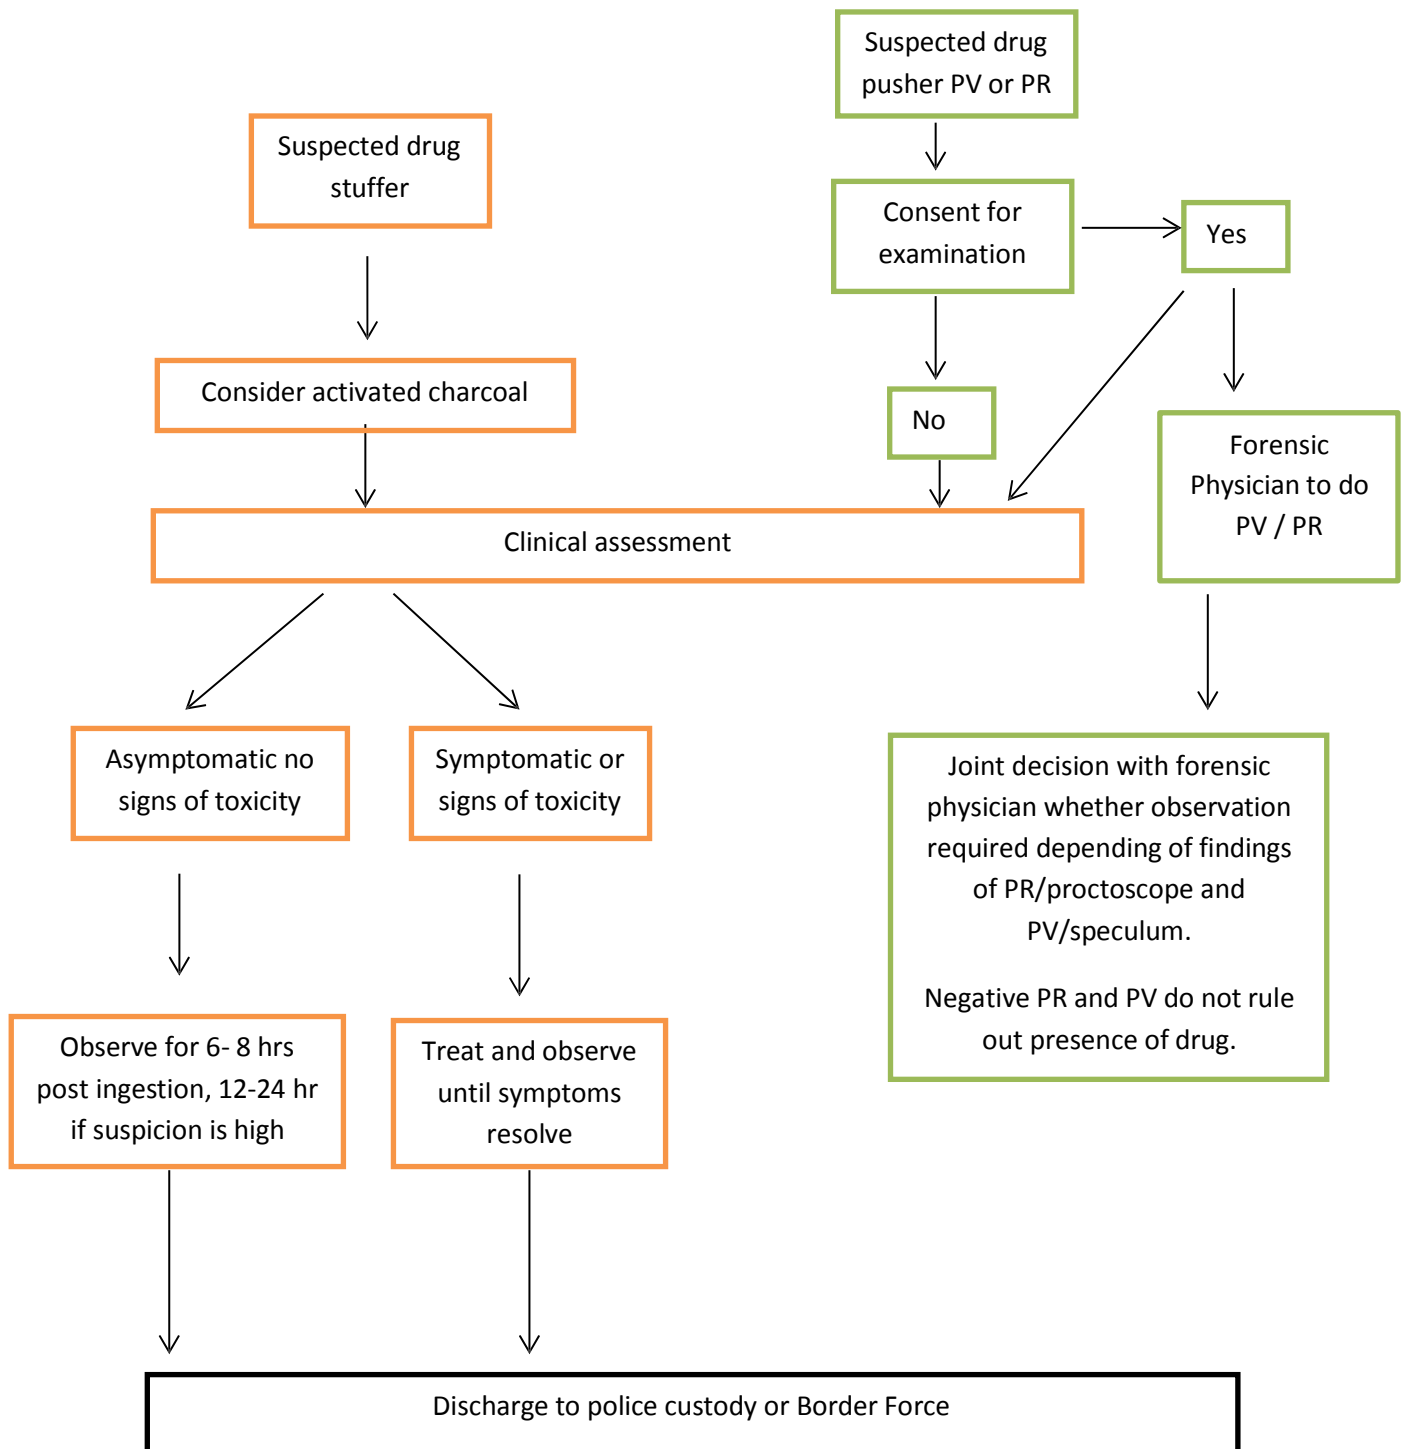 Suspected drug
pusher PV or PR
Suspected drug
stuffer
Consent for
examination
Yes
Consider activated charcoal
No
Forensic
Physician to do
PV / PR
Clinical assessment
Asymptomatic no
signs of toxicity
Symptomatic or
signs of toxicity
Joint decision with forensic
physician whether observation
required depending of findings
of PR/proctoscope and
PV/speculum.
Negative PR and PV do not rule
out presence of drug.
Observe for 6- 8 hrs
post ingestion, 12-24 hr
if suspicion is high
Treat and observe
until symptoms
resolve
Discharge to police custody or Border Force